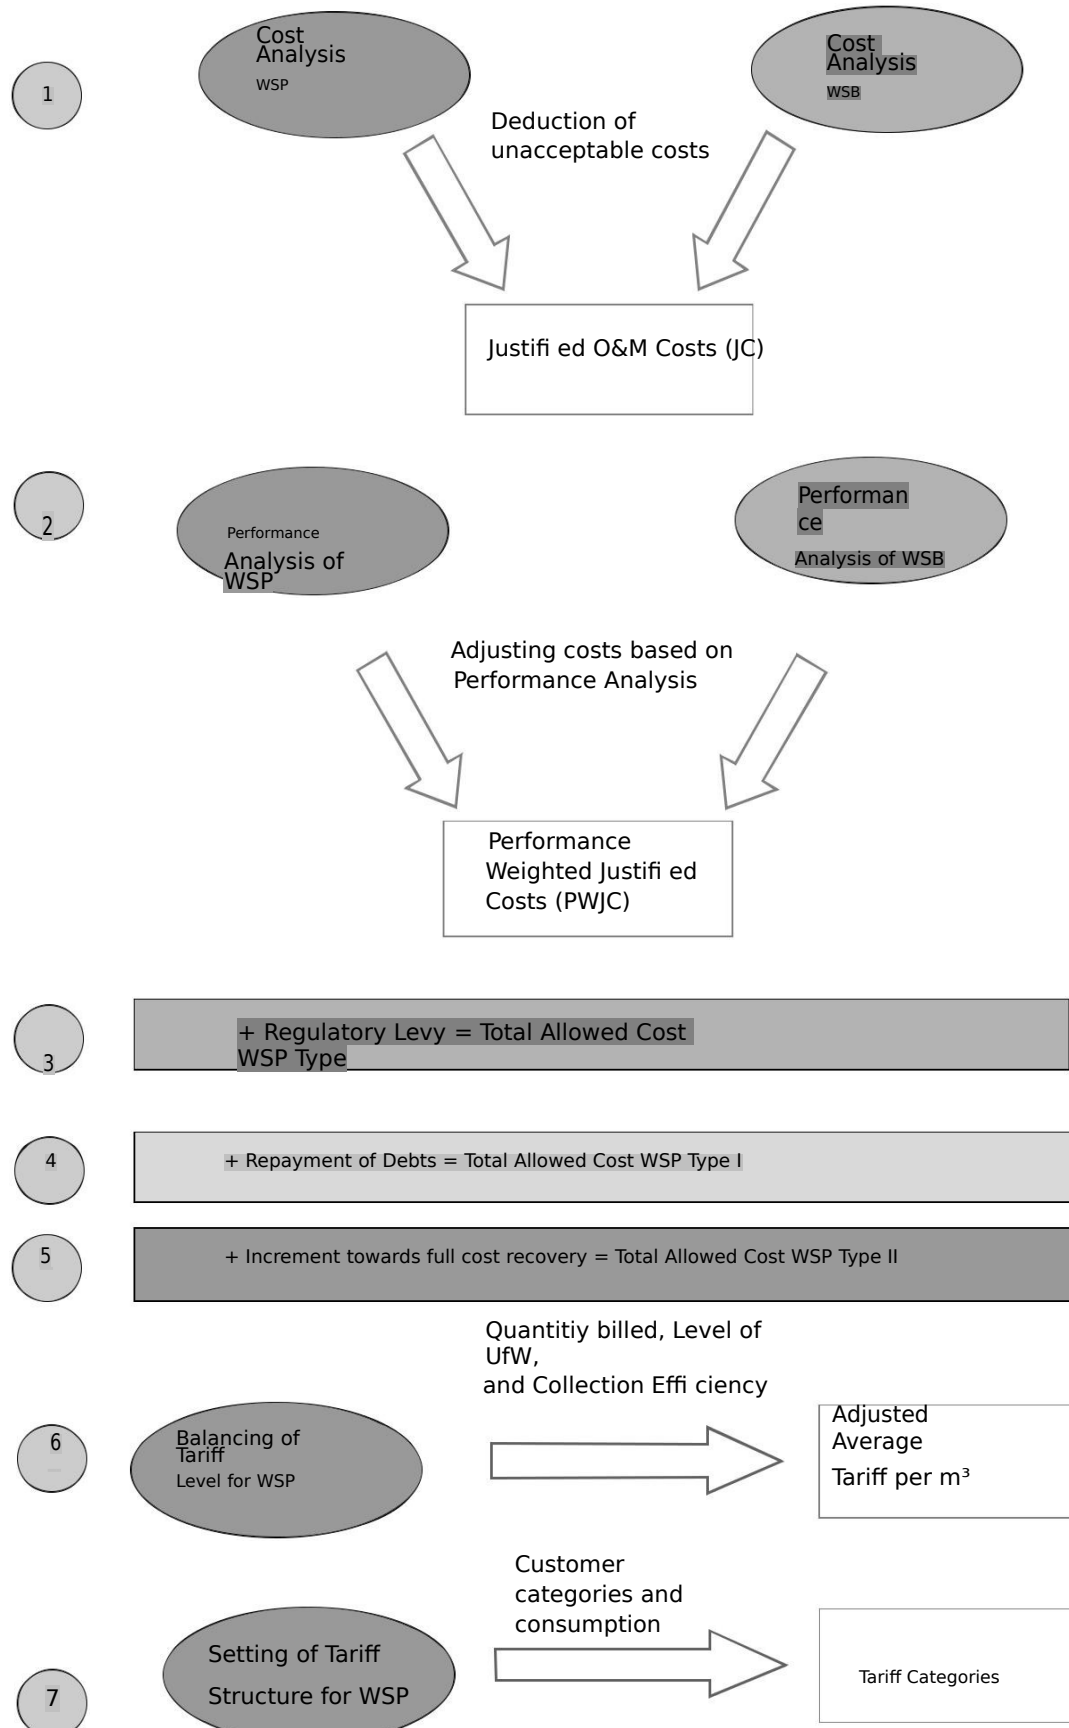 1
Cost
Analysis
WSP
Cost
Analysis
WSB
Deduction of
unacceptable costs
Justifi ed O&M Costs (JC)
2
Performance
Analysis of
WSP
Performan
ce
Analysis of WSB
Adjusting costs based on
Performance Analysis
Performance
Weighted Justifi ed
Costs (PWJC)
3
+ Regulatory Levy = Total Allowed Cost
WSP Type
4
+ Repayment of Debts = Total Allowed Cost WSP Type I
5
+ Increment towards full cost recovery = Total Allowed Cost WSP Type II
Quantitiy billed, Level of
UfW,
and Collection Effi ciency
6
Balancing of
Tariff
Level for WSP
Adjusted
Average
Tariff per m³
Customer
categories and
consumption
7
Setting of Tariff
Structure for WSP
Tariff Categories